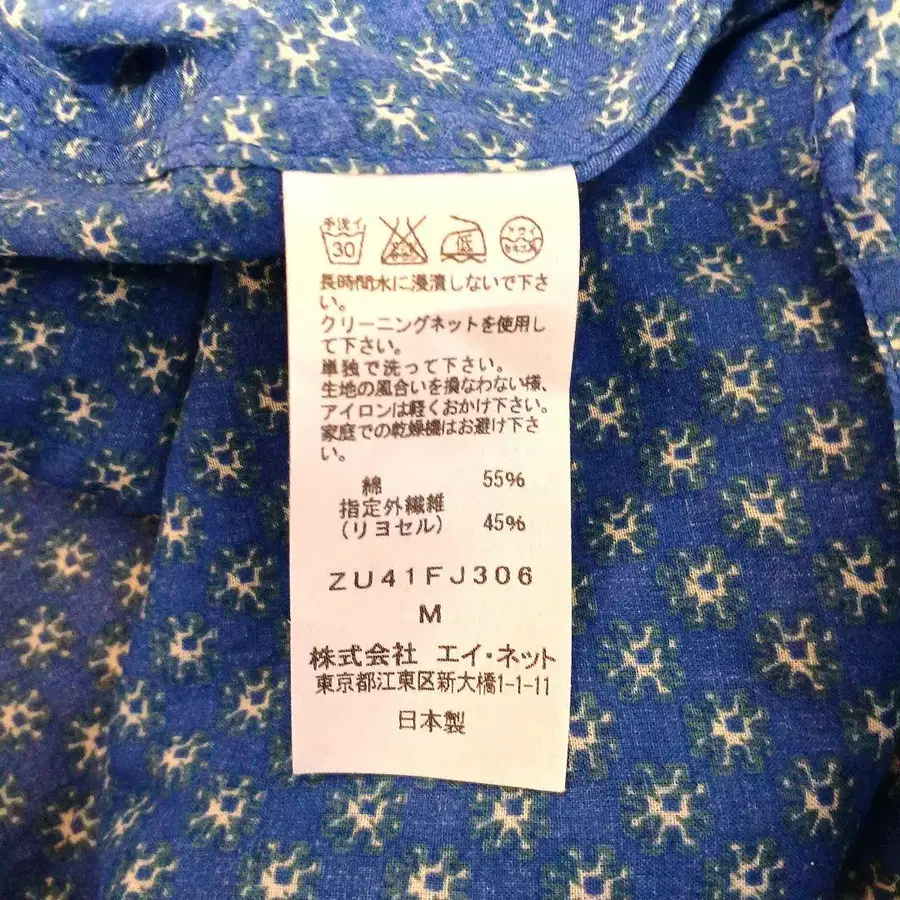 手洗イ
30
低
長時間水に浸漬しないで下さ
い。
クリーニングネットを使用し
て下さい。
単独で洗って下さい。
生地の風合いを損なわない様、
アイロンは軽くおかけ下さい。
家庭での乾燥機はお避け下さ
い。
綿 55%
指定外繊維
(リヨセル) 45%
ZU41FJ306
M
株式会社 エイ・ネット
東京都江東区新大橋1-1-11
日本製